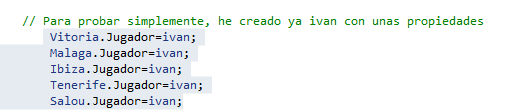 // Para probar simplemente, he creado ya ivan con unas propiedades
Vitoria.Jugador=ivan;
Malaga.Jugador=ivan;
Ibiza.Jugador=ivan;
Tenerife.Jugador=ivan;
Salou.Jugador=ivan;